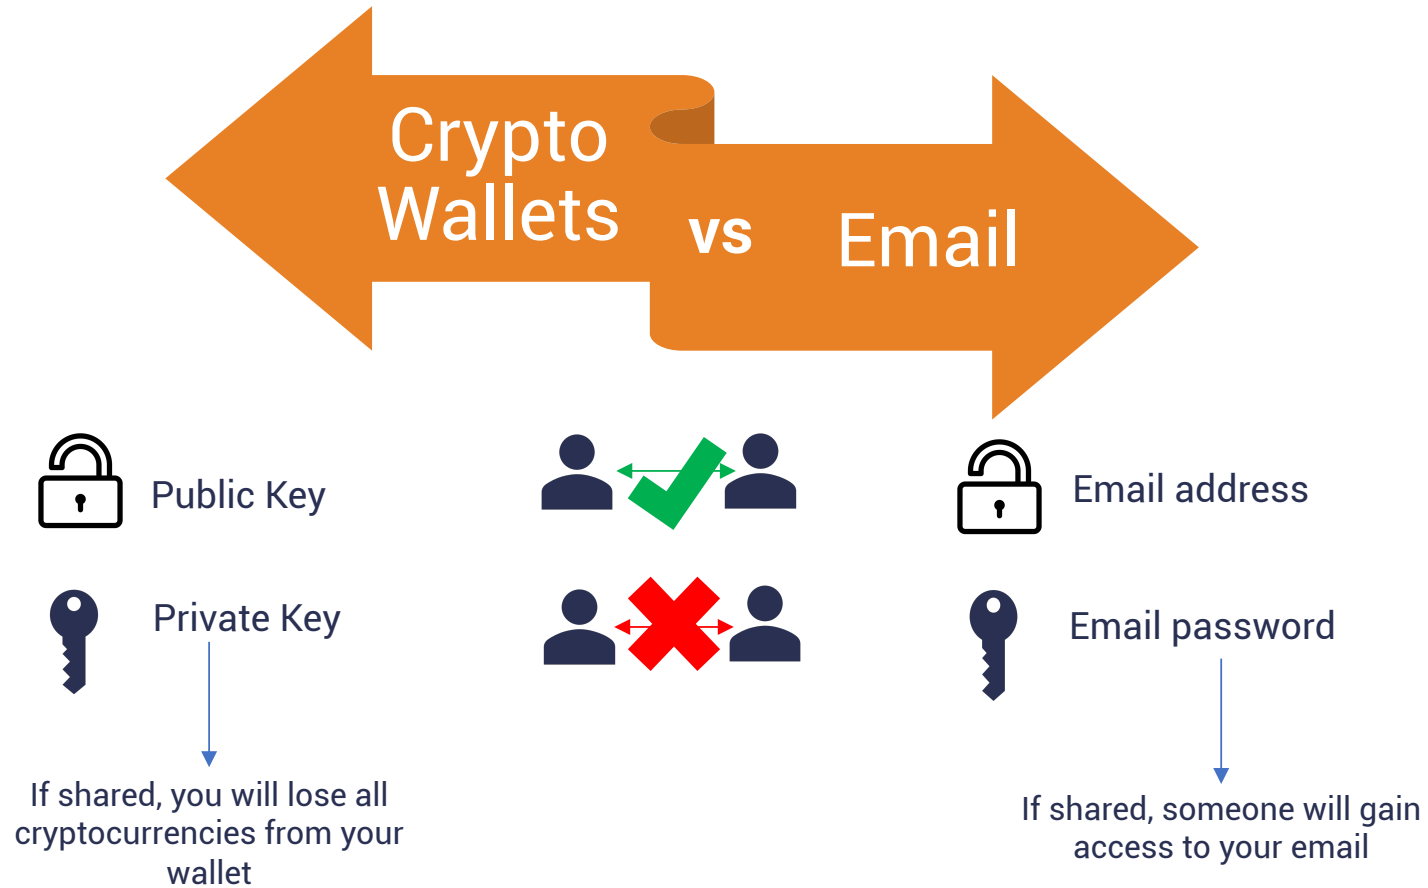 Crypto
Wallets
vs
Email
Public Key
Email address
Private Key
Email password
If shared, you will lose all
cryptocurrencies from your
wallet
If shared, someone will gain
access to your email